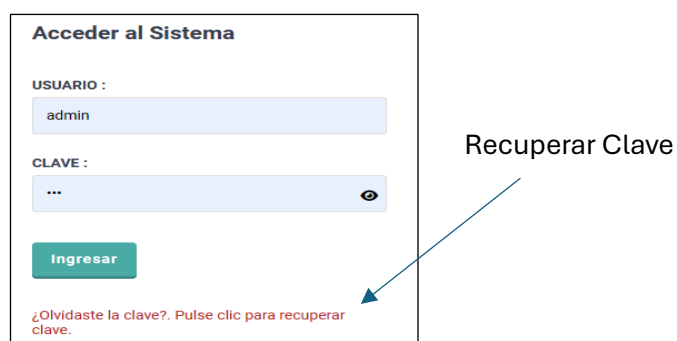 Acceder al Sistema
USUARIO :
admin
CLAVE :
•••
Recuperar Clave
Ingresar
¿Olvidaste la clave?. Pulse clic para recuperar
clave.